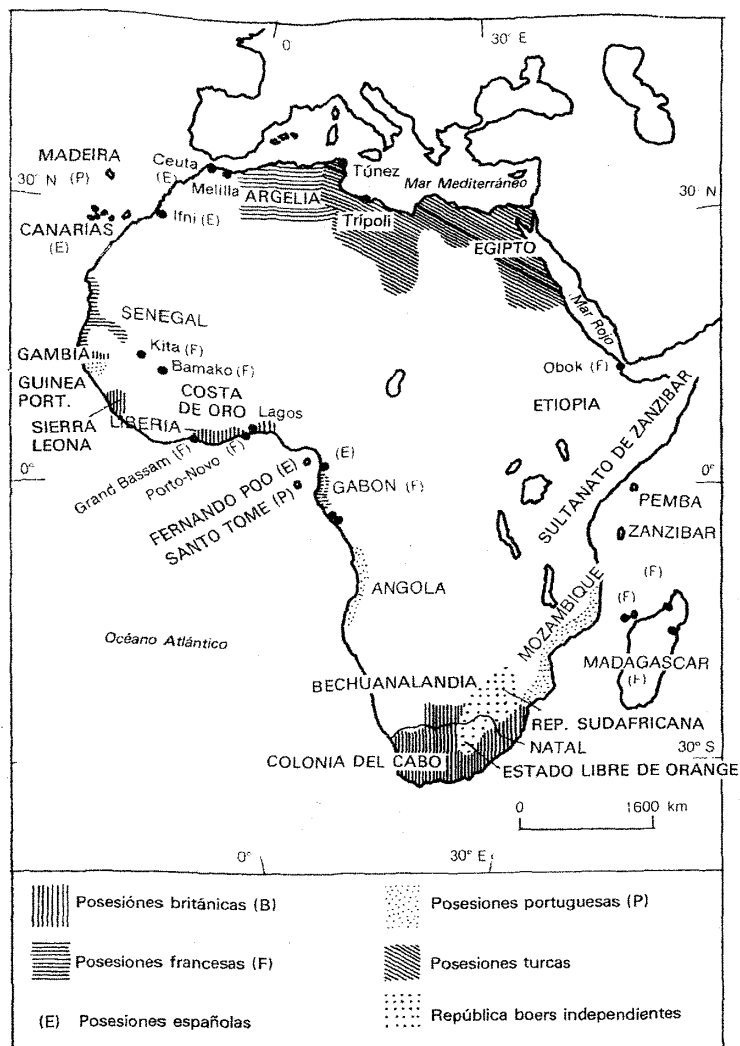 0
30° E
MADEIRA
30° N (P)
Ceuta
(E)
Melilla
Túnez
Mar Mediterráneo
30 N
ARGELIA
Ifni (E)
CANARIAS
(E)
Trípoli
EGIPTO
Mar Rojo
SENEGAL
Kita (F)
GAMBIA
Bamako (F)
Obok (F)
GUINEA
PORT.
COSTA
DE ORO
ETIOPIA
SIERRA
LEONA
LIBERIA
Lagos
SULTANATO DE ZANZIBAR
Grand Bassam (F)
Porto-Novo (F)
(E)
0°
0°
FERNANDO POO (E)
SANTO TOME (P)
GABON (F)
PEMBA
ZANZIBAR
(F)
(F)
ANGOLA
MOZAMBIQUE
Océano Atlántico
MADAGASCAR
(F)
BECHUANALANDIA
REP. SUDAFRICANA
NATAL
30° S
COLONIA DEL CABO
ESTADO LIBRE DE ORANGE
0 1600 km
0°
30° E
Posesiónes británicas (B)
Posesiones portuguesas (P)
Posesiones francesas (F)
Posesiones turcas
(E) Posesiones españolas
República boers independientes